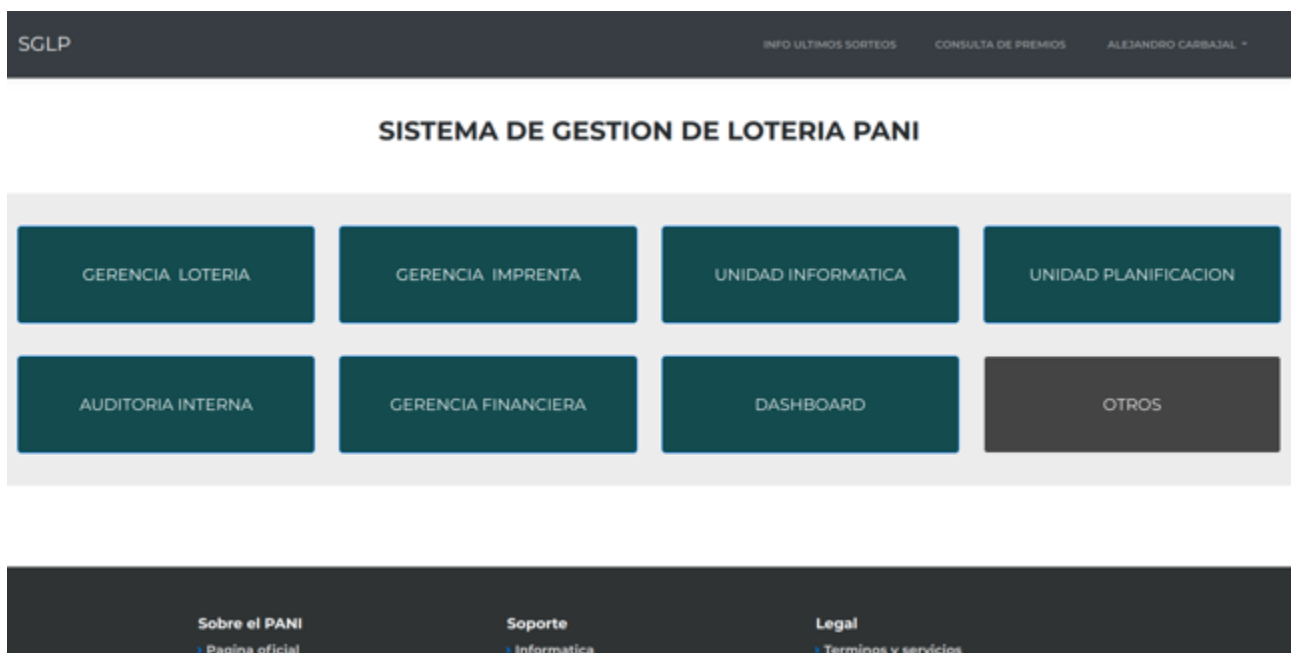 SGLP
INFO ULTIMOS SORTEOS CONSULTA DE PREMIOS ALEJANDRO CARBAJAL
SISTEMA DE GESTION DE LOTERIA PANI
GERENCIA LOTERIA
GERENCIA IMPRENTA
UNIDAD INFORMATICA
UNIDAD PLANIFICACION
AUDITORIA INTERNA
GERENCIA FINANCIERA
DASHBOARD
OTROS
Sobre el PANI
Pagina oficial
Soporte
Informatica
Legal
Terminos y servicios